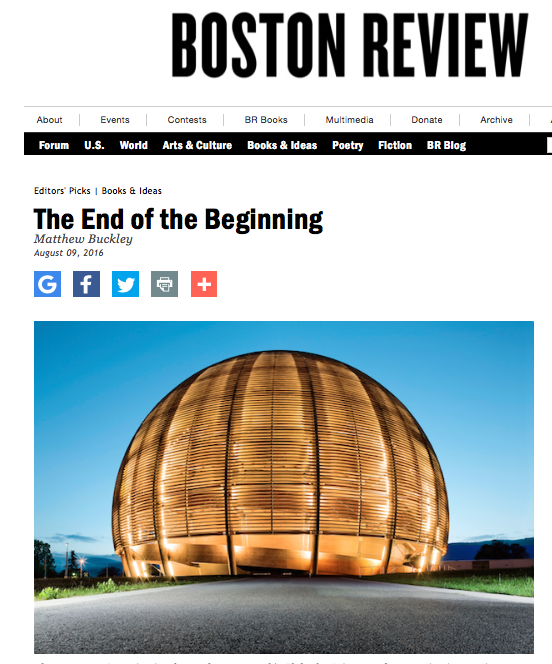 BOSTON REVIEW
About Events Contests BR Books Multimedia Donate Archive
Forum U.S. World Arts & Culture Books & Ideas Poetry Fiction BR Blog
Editors' Picks | Books & Ideas
The End of the Beginning
Matthew Buckley
August 09, 2016
G f +